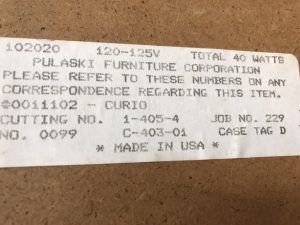 102020 120-125V TOTAL 40 WATTS
PULASKI FURNITURE CORPORATION
PLEASE REFER TO THESE NUMBERS ON ANY
CORRESPONDENCE REGARDING THIS ITEM.
#0011102 - CURIO
CUTTING NO. 1-405-4 JOB NO. 229
NO. 0099 C-403-01 CASE TAG D
* MADE IN USA *